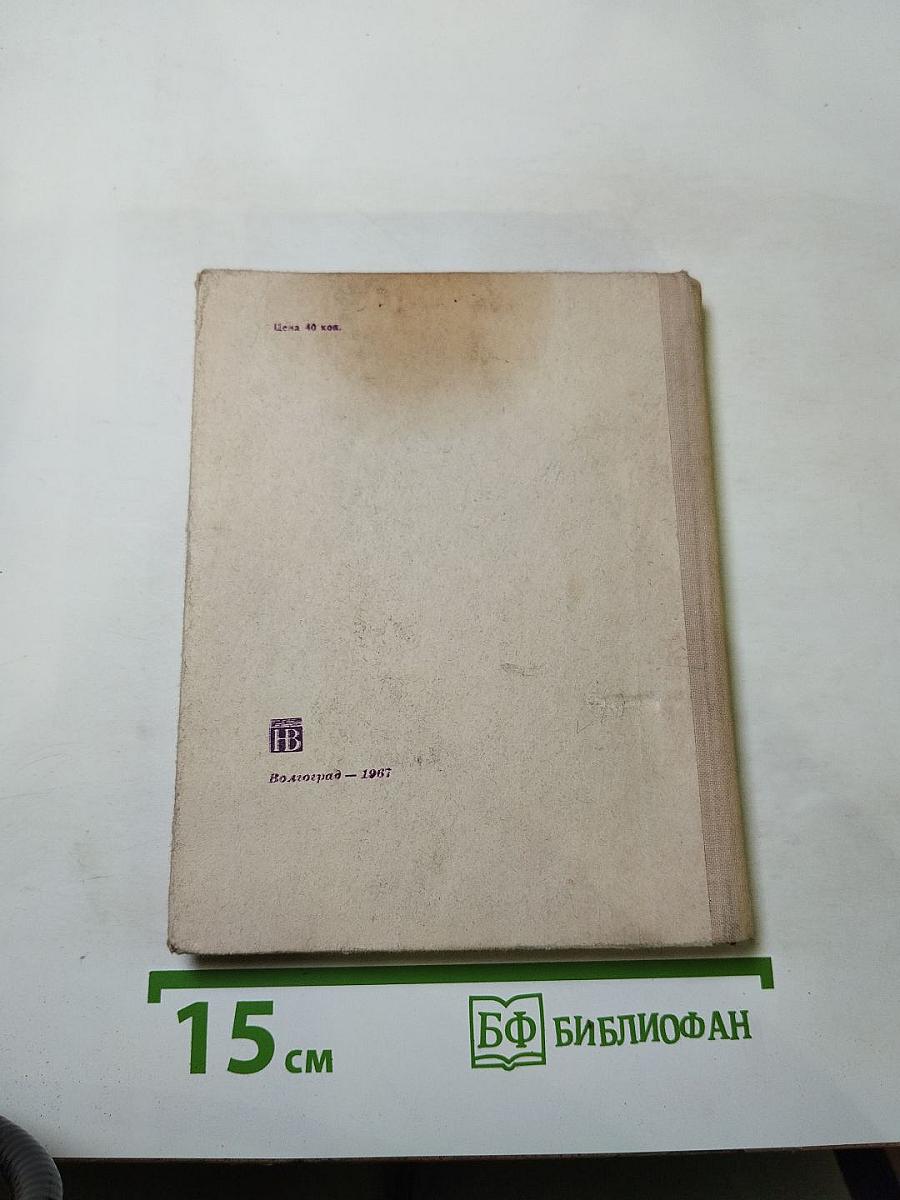 Цена 40 коп.
НВ
Волгоград — 1967
15 см
БФ БИБЛИОФАН